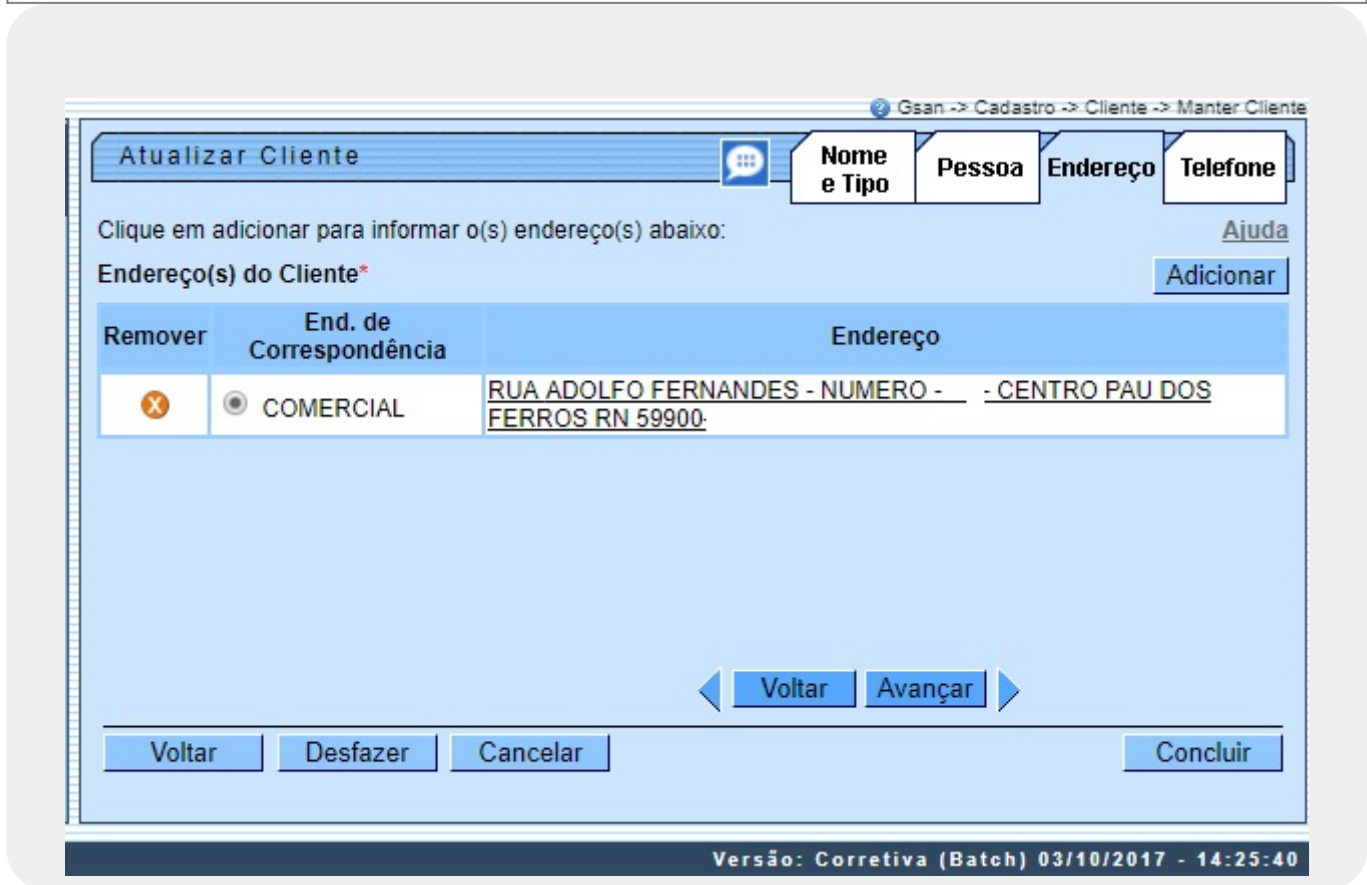 Gsan -> Cadastro -> Cliente -> Manter Cliente
Atualizar Cliente
Nome
e Tipo
Pessoa
Endereço
Telefone
Clique em adicionar para informar o(s) endereço(s) abaixo:
Ajuda
Endereço(s) do Cliente*
Adicionar
Remover
End. de
Correspondência
Endereço
COMERCIAL
RUA ADOLFO FERNANDES - NUMERO - - CENTRO PAU DOS
FERROS RN 59900-
Voltar
Avançar
Voltar
Desfazer
Cancelar
Concluir
Versão: Corretiva (Batch) 03/10/2017 - 14:25:40